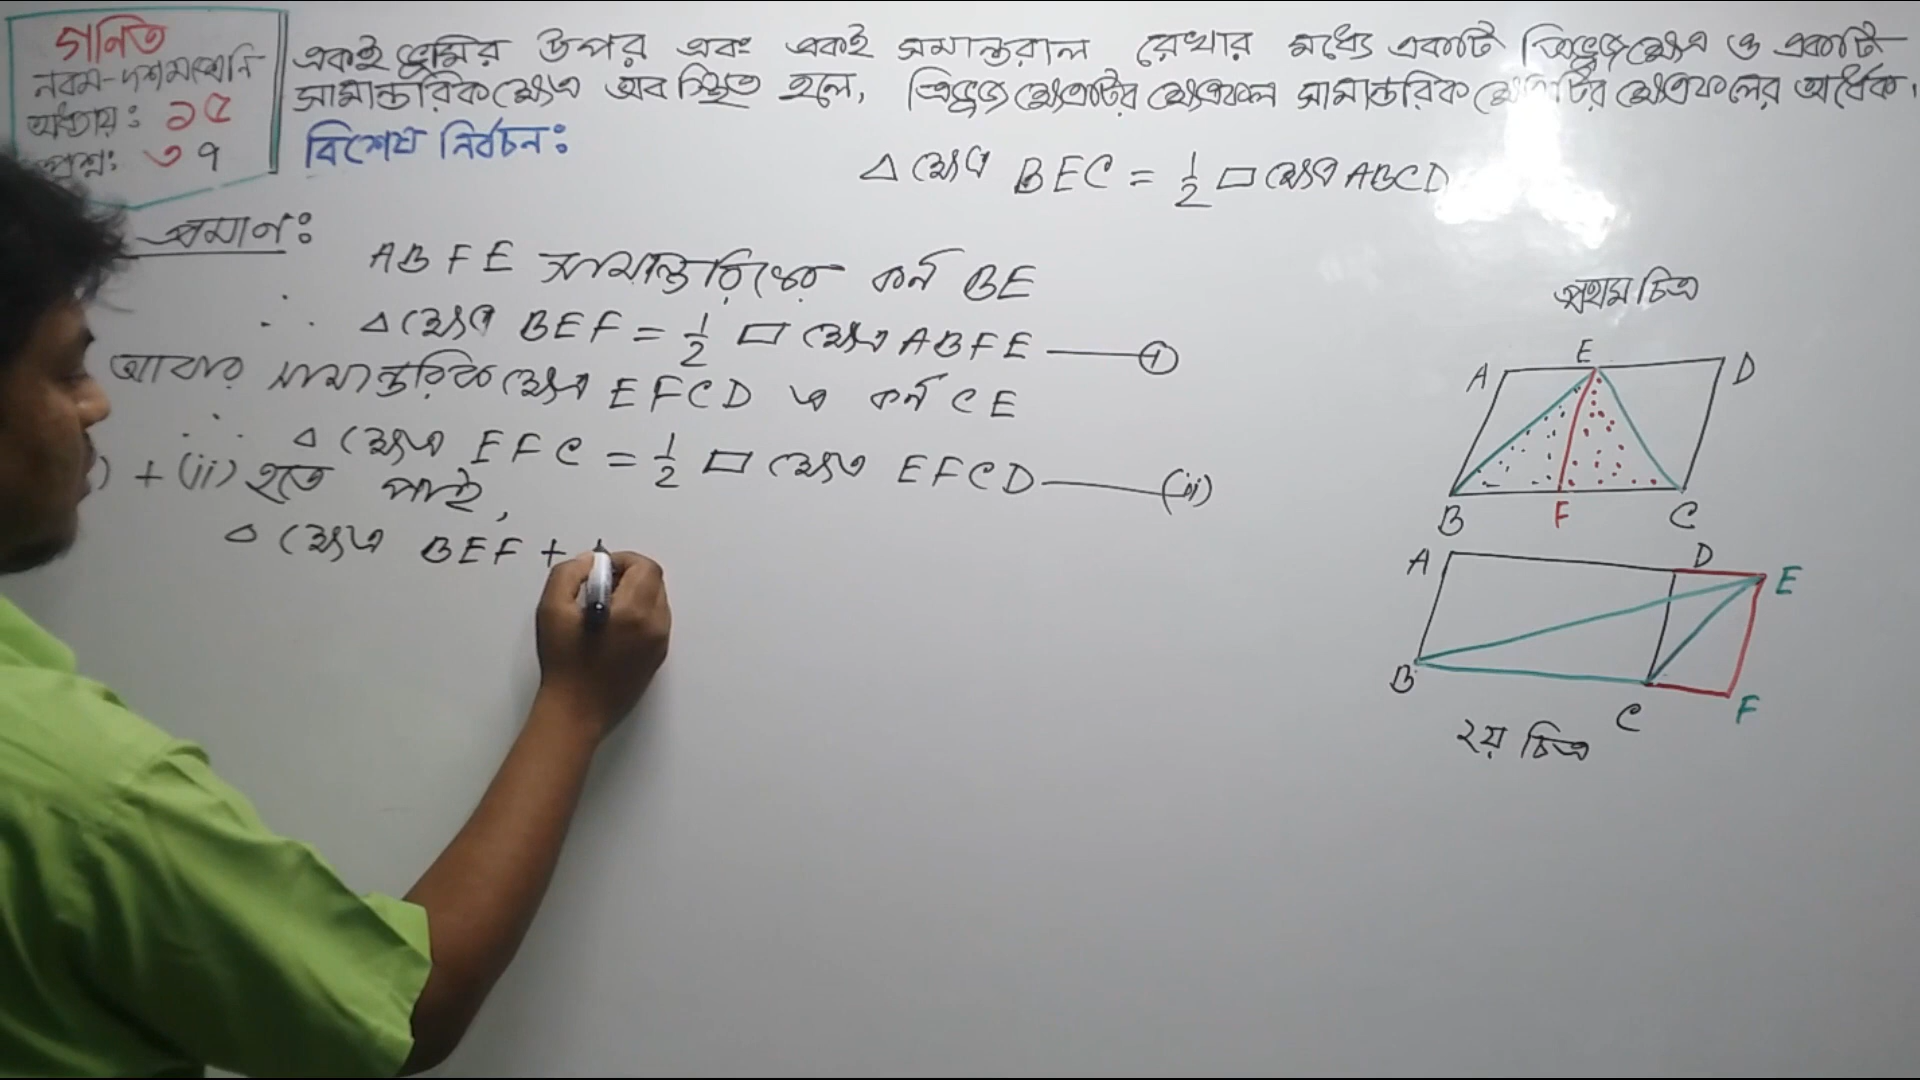 গনিত
নবম-দশম শ্রেনি
অধ্যায়ঃ ১৫
প্রশ্নঃ ৩৭
একই ভূমির উপর এবং একই সমান্তরাল রেখার মধ্যে একটি ত্রিভুজক্ষেত্র ও একটি
সামান্তরিকক্ষেত্র অবস্থিত হলে, ত্রিভুজ ক্ষেত্রটির ক্ষেত্রফল সামান্তরিক ক্ষেত্রটির ক্ষেত্রফলের অর্ধেক।
বিশেষ নির্বচনঃ
△ ক্ষেত্র BEC = 1/2 ▱ ক্ষেত্র ABCD
প্রমাণঃ
ABFE সামান্তরিকের কর্ন BE
∴ △ ক্ষেত্র BEF = 1/2 ▱ ক্ষেত্র ABFE — (i)
আবার সামান্তরিক ক্ষেত্র EFCD এ কর্ন CE
∴ △ ক্ষেত্র EFC = 1/2 ▱ ক্ষেত্র EFCD — (ii)
) + (ii) হতে পাই,
△ ক্ষেত্র BEF +
প্রথম চিত্র
A E D
B F C
A D E
B C F
২য় চিত্র